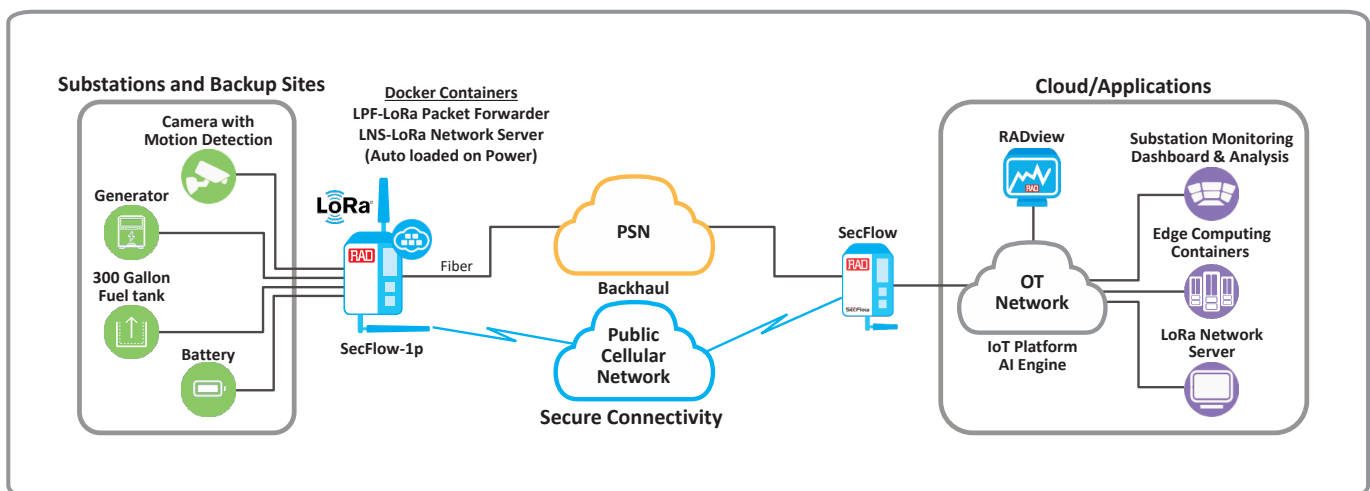 Substations and Backup Sites
Camera with
Motion Detection
Generator
300 Gallon
Fuel tank
Battery
Docker Containers
LPF-LoRa Packet Forwarder
LNS-LoRa Network Server
(Auto loaded on Power)
LoRa
RAD
SecFlow-1p
Fiber
PSN
Backhaul
Public
Cellular
Network
Secure Connectivity
SecFlow
RAD
SecFlow
Cloud/Applications
RADview
RAD
OT
Network
IoT Platform
AI Engine
Substation Monitoring
Dashboard & Analysis
Edge Computing
Containers
LoRa Network
Server